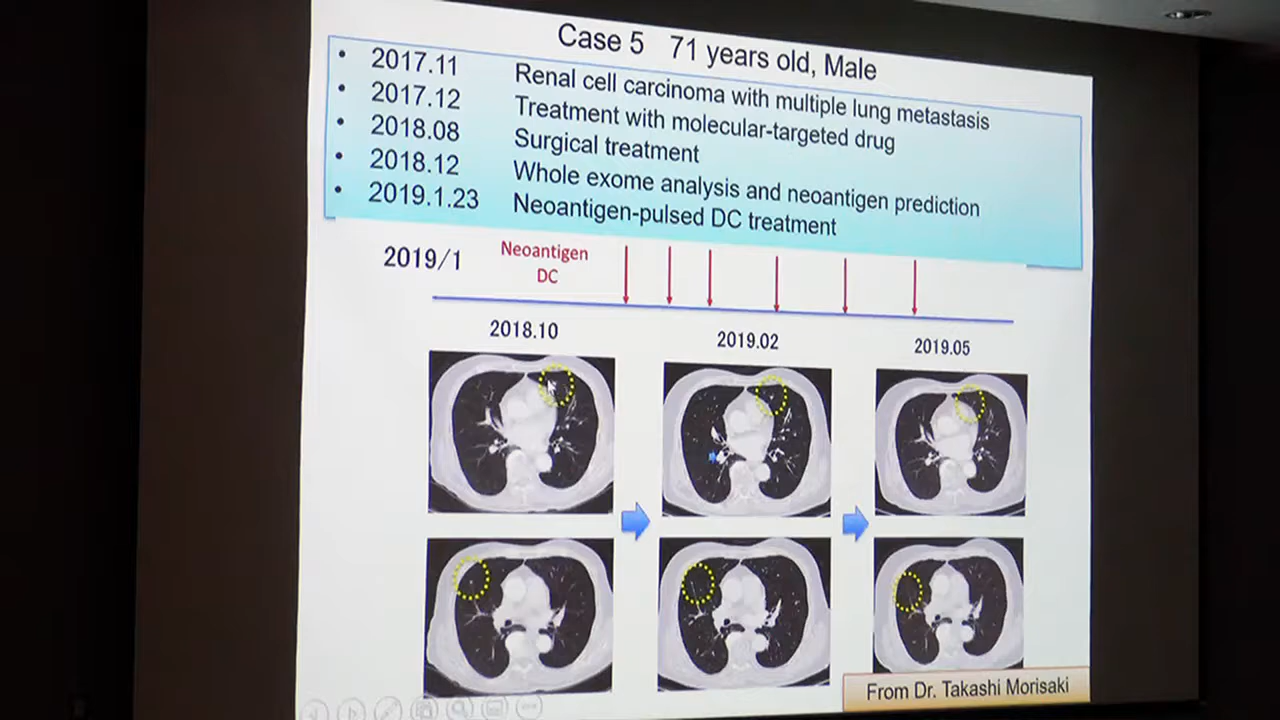 Case 5 71 years old, Male
• 2017.11 Renal cell carcinoma with multiple lung metastasis
• 2017.12 Treatment with molecular-targeted drug
• 2018.08 Surgical treatment
• 2018.12 Whole exome analysis and neoantigen prediction
• 2019.1.23 Neoantigen-pulsed DC treatment
2019/1
Neoantigen
DC
2018.10
2019.02
2019.05
From Dr. Takashi Morisaki